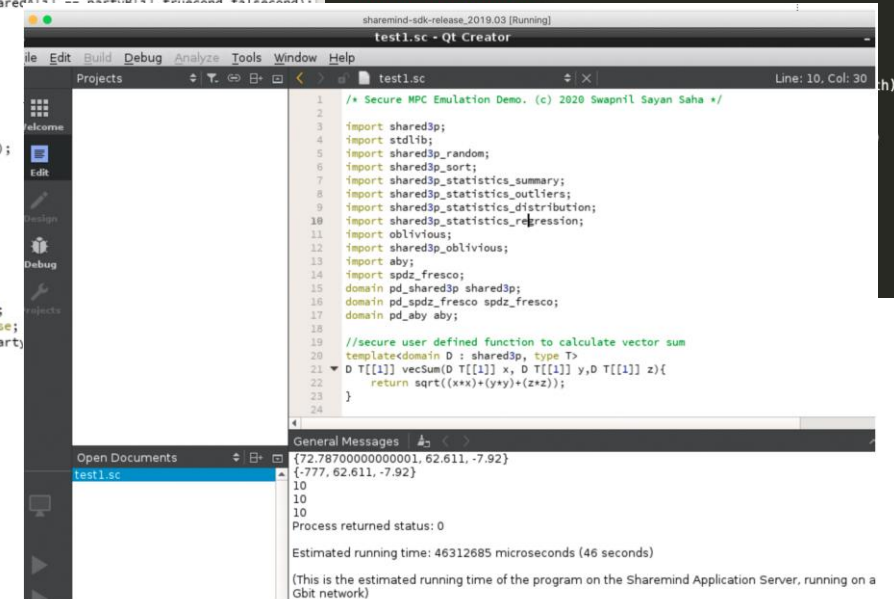 sharemind-sdk-release_2019.03 [Running]
test1.sc - Qt Creator
ile Edit Build Debug Analyze Tools Window Help
Projects
test1.sc
Line: 10, Col: 30
elcome
Edit
Design
Debug
rojects
1 /* Secure MPC Emulation Demo. (c) 2020 Swapnil Sayan Saha */
2
3 import shared3p;
4 import stdlib;
5 import shared3p_random;
6 import shared3p_sort;
7 import shared3p_statistics_summary;
8 import shared3p_statistics_outliers;
9 import shared3p_statistics_distribution;
10 import shared3p_statistics_regression;
11 import oblivious;
12 import shared3p_oblivious;
13 import aby;
14 import spdz_fresco;
15 domain pd_shared3p shared3p;
16 domain pd_spdz_fresco spdz_fresco;
17 domain pd_aby aby;
18
19 //secure user defined function to calculate vector sum
20 template<domain D : shared3p, type T>
21 D T[[1]] vecSum(D T[[1]] x, D T[[1]] y,D T[[1]] z){
22 return sqrt((x*x)+(y*y)+(z*z));
23 }
24
);
;
se;
arty
h)
Open Documents
test1.sc
General Messages
{72.78700000000001, 62.611, -7.92}
{-777, 62.611, -7.92}
10
10
10
Process returned status: 0
Estimated running time: 46312685 microseconds (46 seconds)
(This is the estimated running time of the program on the Sharemind Application Server, running on a
Gbit network)